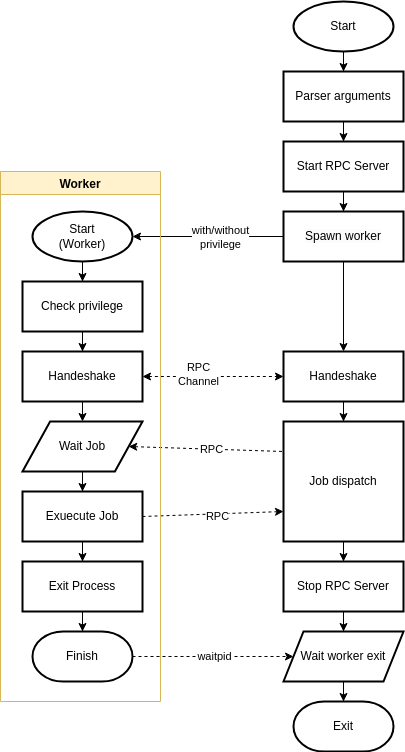 Start
Parser arguments
Start RPC Server
Worker
Start
(Worker)
with/without
privilege
Spawn worker
Check privilege
Handeshake
RPC
Channel
Handeshake
Wait Job
RPC
Job dispatch
Exuecute Job
RPC
Exit Process
Stop RPC Server
Finish
waitpid
Wait worker exit
Exit